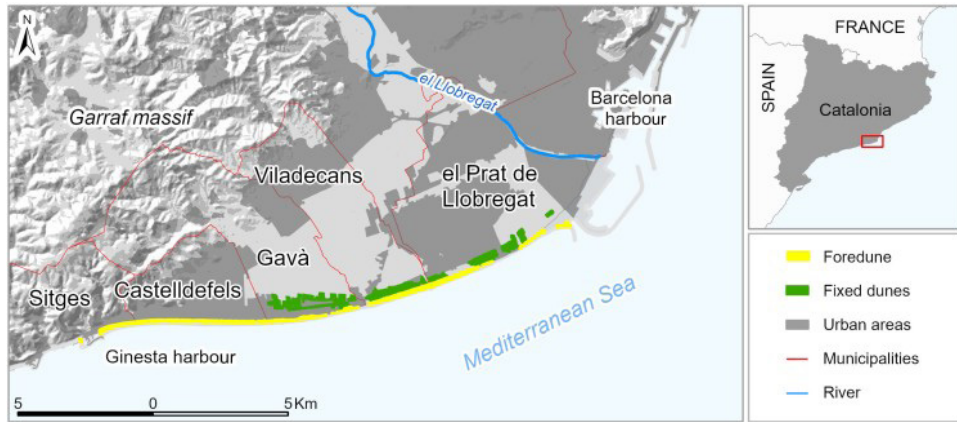 N
el Llobregat
Barcelona
harbour
Garraf massif
Viladecans
el Prat de
Llobregat
Gavà
Castelldefels
Sitges
Ginesta harbour
Mediterranean Sea
5 0 5 Km
FRANCE
SPAIN
Catalonia
Foredune
Fixed dunes
Urban areas
Municipalities
River